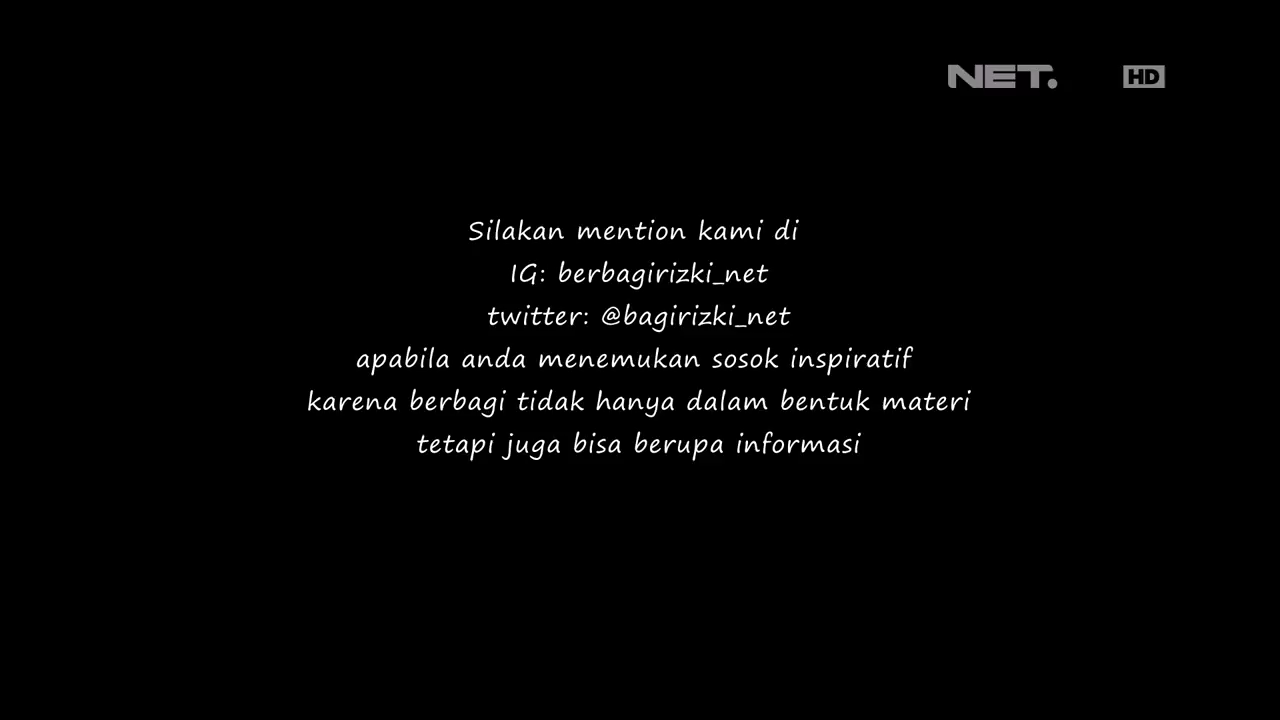 NET. HD
Silakan mention kami di
IG: berbagirizki_net
twitter: @bagirizki_net
apabila anda menemukan sosok inspiratif
karena berbagi tidak hanya dalam bentuk materi
tetapi juga bisa berupa informasi